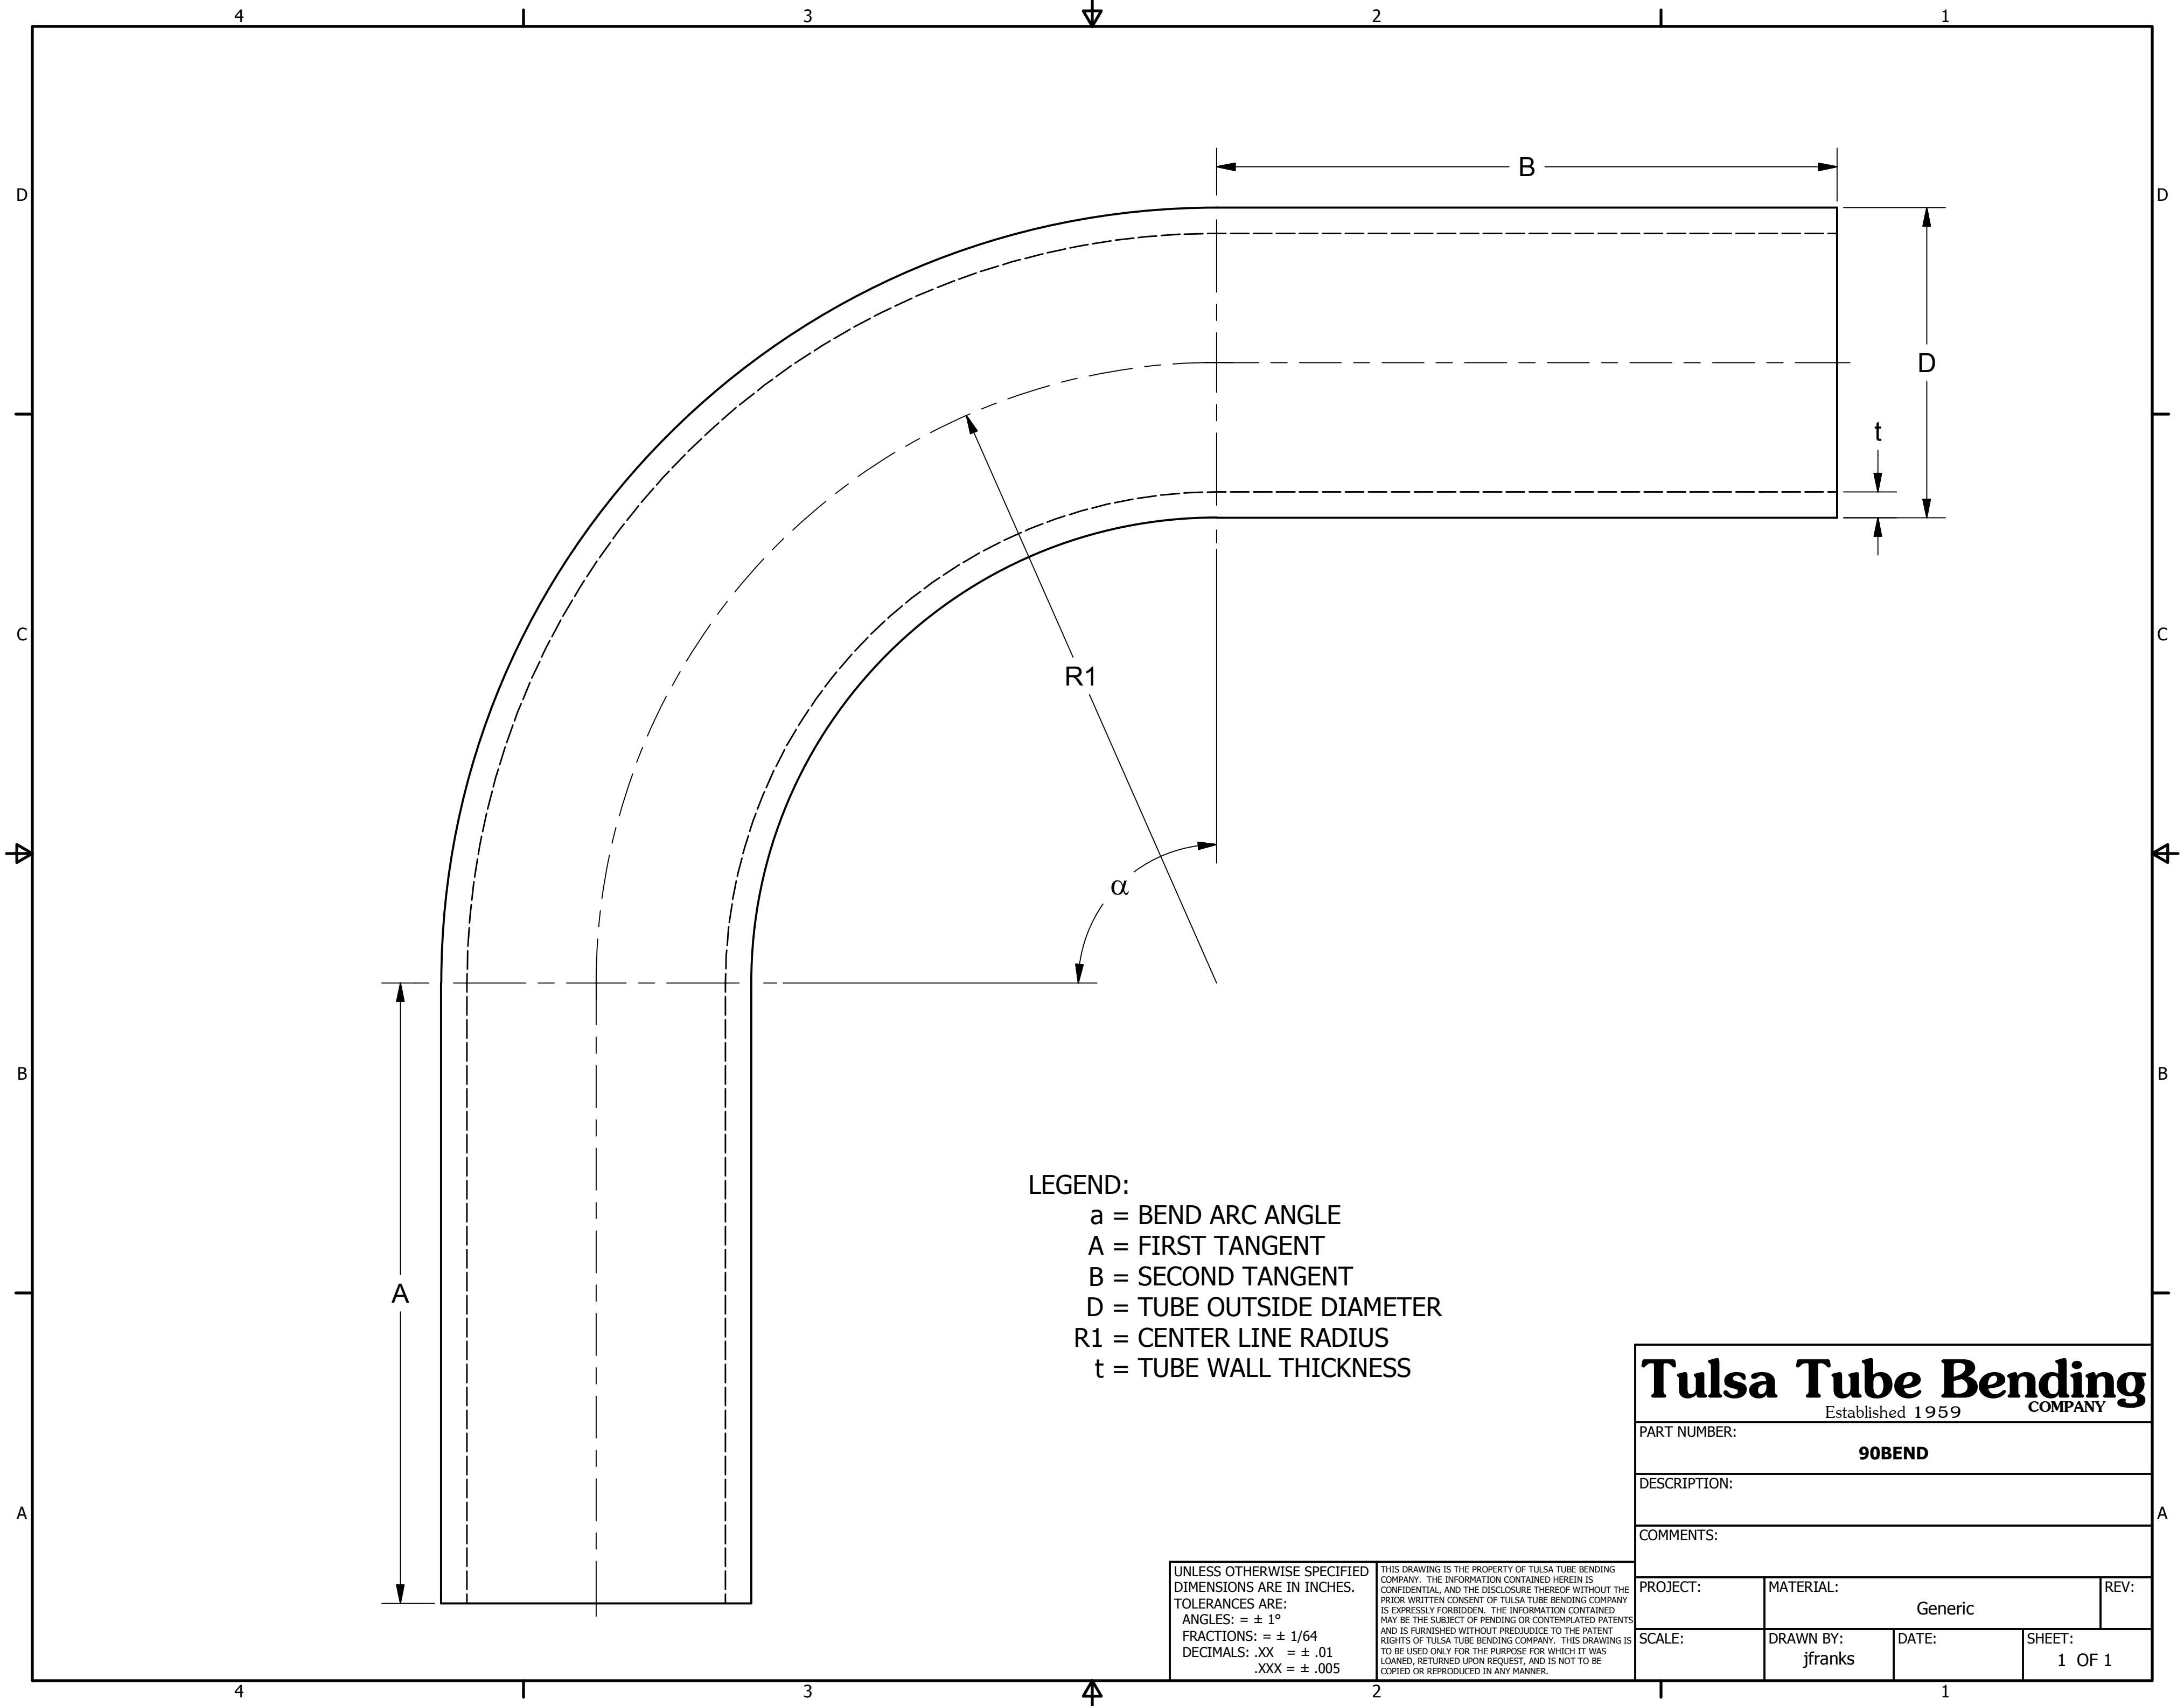 4 3 2 1
B
D D
D
t
C C
R1
α
B B
A
LEGEND:
a = BEND ARC ANGLE
A = FIRST TANGENT
B = SECOND TANGENT
D = TUBE OUTSIDE DIAMETER
R1 = CENTER LINE RADIUS
t = TUBE WALL THICKNESS
A A
Tulsa Tube Bending
Established 1959 COMPANY
PART NUMBER:
90BEND
DESCRIPTION:
COMMENTS:
UNLESS OTHERWISE SPECIFIED
DIMENSIONS ARE IN INCHES.
TOLERANCES ARE:
ANGLES: = ± 1°
FRACTIONS: = ± 1/64
DECIMALS: .XX = ± .01
.XXX = ± .005
THIS DRAWING IS THE PROPERTY OF TULSA TUBE BENDING
COMPANY. THE INFORMATION CONTAINED HEREIN IS
CONFIDENTIAL, AND THE DISCLOSURE THEREOF WITHOUT THE
PRIOR WRITTEN CONSENT OF TULSA TUBE BENDING COMPANY
IS EXPRESSLY FORBIDDEN. THE INFORMATION CONTAINED
MAY BE THE SUBJECT OF PENDING OR CONTEMPLATED PATENTS
AND IS FURNISHED WITHOUT PREDJUDICE TO THE PATENT
RIGHTS OF TULSA TUBE BENDING COMPANY. THIS DRAWING IS
TO BE USED ONLY FOR THE PURPOSE FOR WHICH IT WAS
LOANED, RETURNED UPON REQUEST, AND IS NOT TO BE
COPIED OR REPRODUCED IN ANY MANNER.
PROJECT: MATERIAL: REV:
Generic
SCALE: DRAWN BY: DATE: SHEET:
jfranks 1 OF 1
4 3 2 1